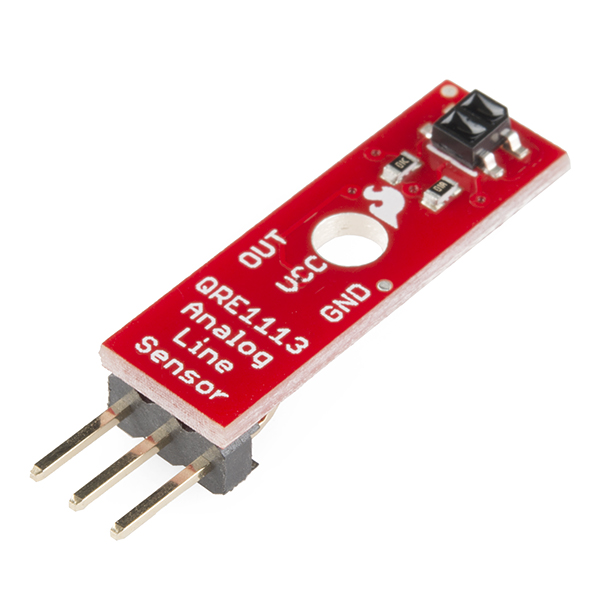 OUT
VCC
GND
QRE1113
Analog
Line
Sensor